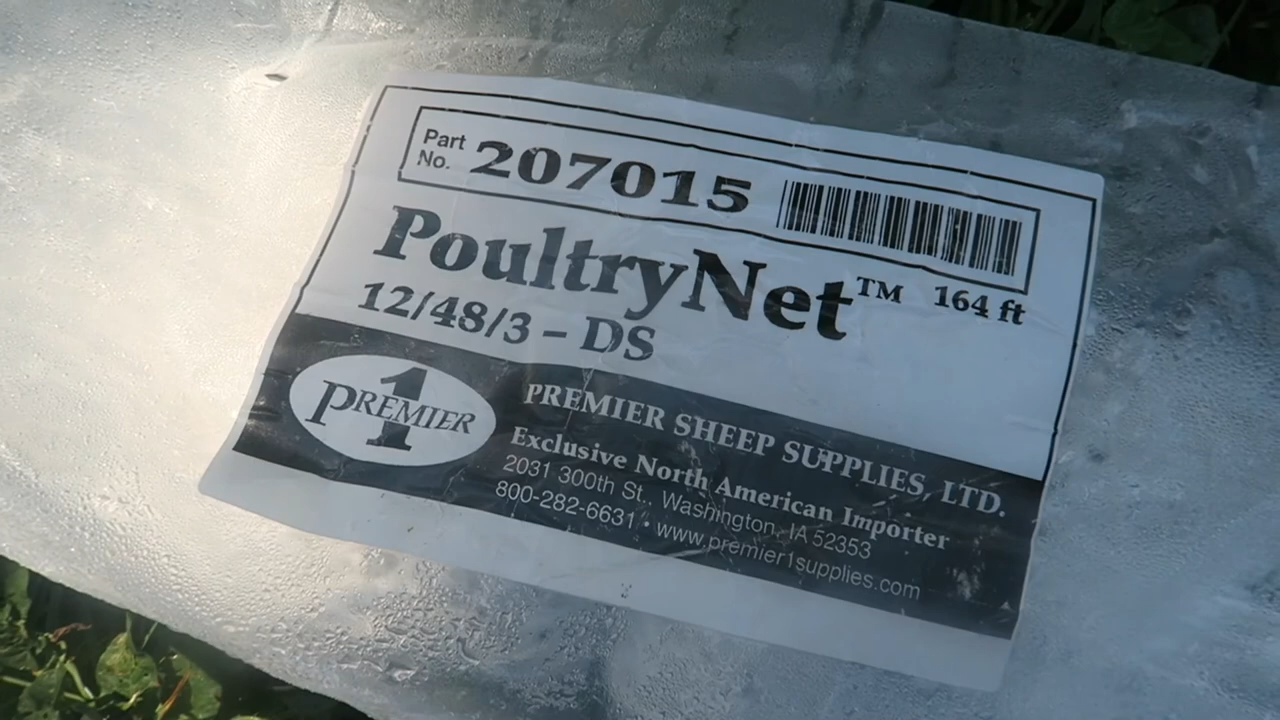 Part No. 207015
PoultryNet™ 164 ft
12/48/3 – DS
PREMIER 1
PREMIER SHEEP SUPPLIES, LTD.
Exclusive North American Importer
2031 300th St., Washington, IA 52353
800-282-6631 • www.premier1supplies.com